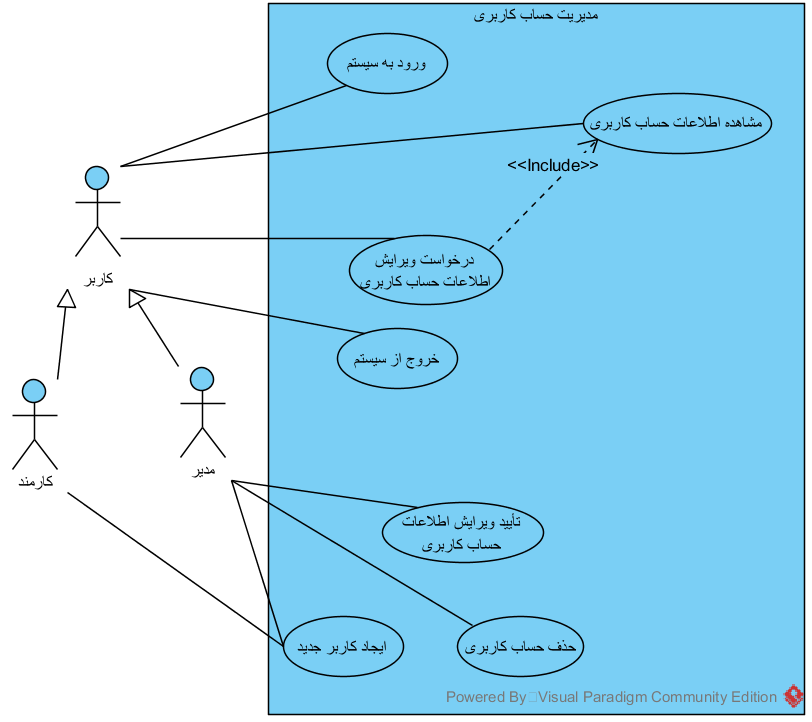 مدیریت حساب کاربری
ورود به سیستم
مشاهده اطلاعات حساب کاربری
<<Include>>
کاربر
درخواست ویرایش
اطلاعات حساب کاربری
خروج از سیستم
کارمند
مدیر
تأیید ویرایش اطلاعات
حساب کاربری
ایجاد کاربر جدید
حذف حساب کاربری
Powered By Visual Paradigm Community Edition